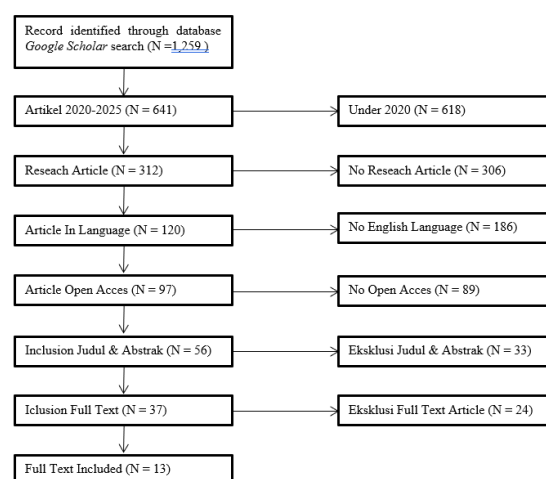 Record identified through database
Google Scholar search (N =1,259 )
Artikel 2020-2025 (N = 641)
Under 2020 (N = 618)
Reseach Article (N = 312)
No Reseach Article (N = 306)
Article In Language (N = 120)
No English Language (N = 186)
Article Open Acces (N = 97)
No Open Acces (N = 89)
Inclusion Judul & Abstrak (N = 56)
Eksklusi Judul & Abstrak (N = 33)
Iclusion Full Text (N = 37)
Eksklusi Full Text Article (N = 24)
Full Text Included (N = 13)